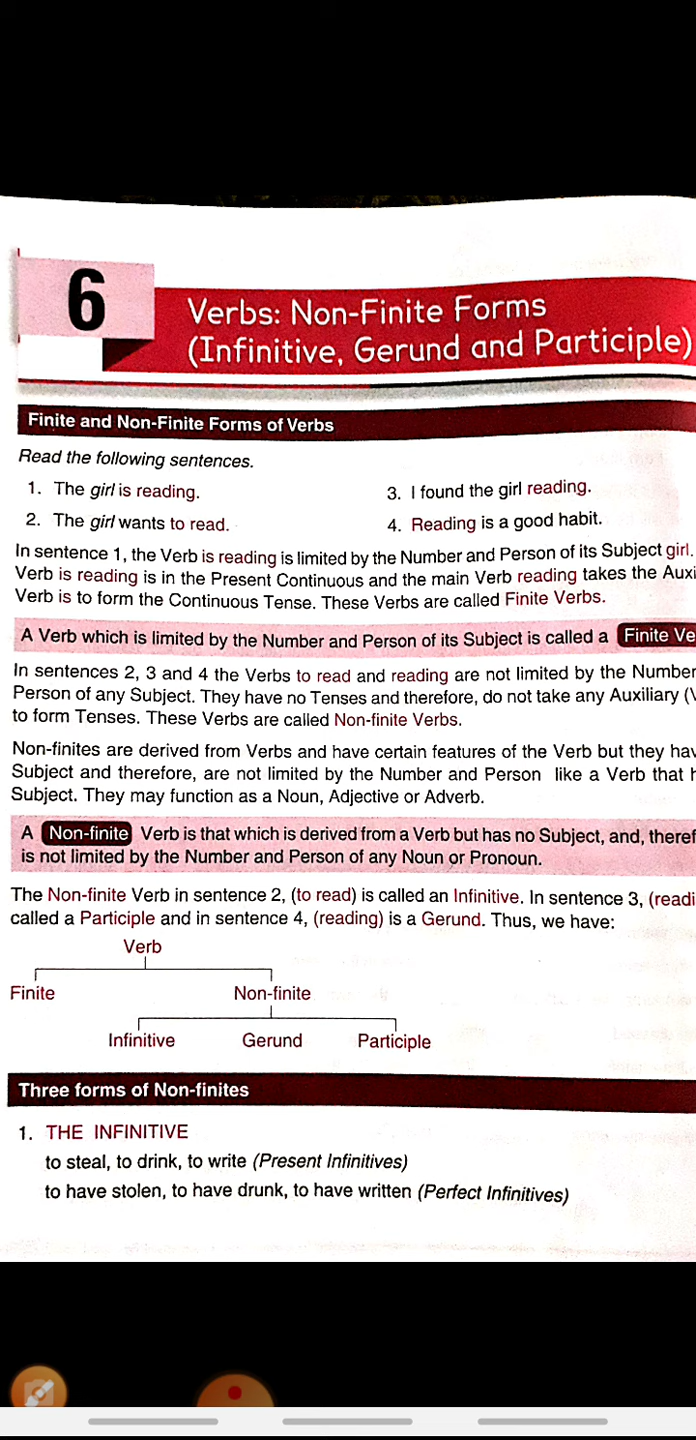 6
Verbs: Non-Finite Forms
(Infinitive, Gerund and Participle)
Finite and Non-Finite Forms of Verbs
Read the following sentences.
1. The girl is reading.
3. I found the girl reading.
2. The girl wants to read.
4. Reading is a good habit.
In sentence 1, the Verb is reading is limited by the Number and Person of its Subject girl.
Verb is reading is in the Present Continuous and the main Verb reading takes the Auxi
Verb is to form the Continuous Tense. These Verbs are called Finite Verbs.
A Verb which is limited by the Number and Person of its Subject is called a Finite Ve
In sentences 2, 3 and 4 the Verbs to read and reading are not limited by the Number
Person of any Subject. They have no Tenses and therefore, do not take any Auxiliary (
to form Tenses. These Verbs are called Non-finite Verbs.
Non-finites are derived from Verbs and have certain features of the Verb but they hav
Subject and therefore, are not limited by the Number and Person like a Verb that h
Subject. They may function as a Noun, Adjective or Adverb.
A Non-finite Verb is that which is derived from a Verb but has no Subject, and, theref
is not limited by the Number and Person of any Noun or Pronoun.
The Non-finite Verb in sentence 2, (to read) is called an Infinitive. In sentence 3, (readi
called a Participle and in sentence 4, (reading) is a Gerund. Thus, we have:
Verb
Finite
Non-finite
Infinitive
Gerund
Participle
Three forms of Non-finites
1. THE INFINITIVE
to steal, to drink, to write (Present Infinitives)
to have stolen, to have drunk, to have written (Perfect Infinitives)